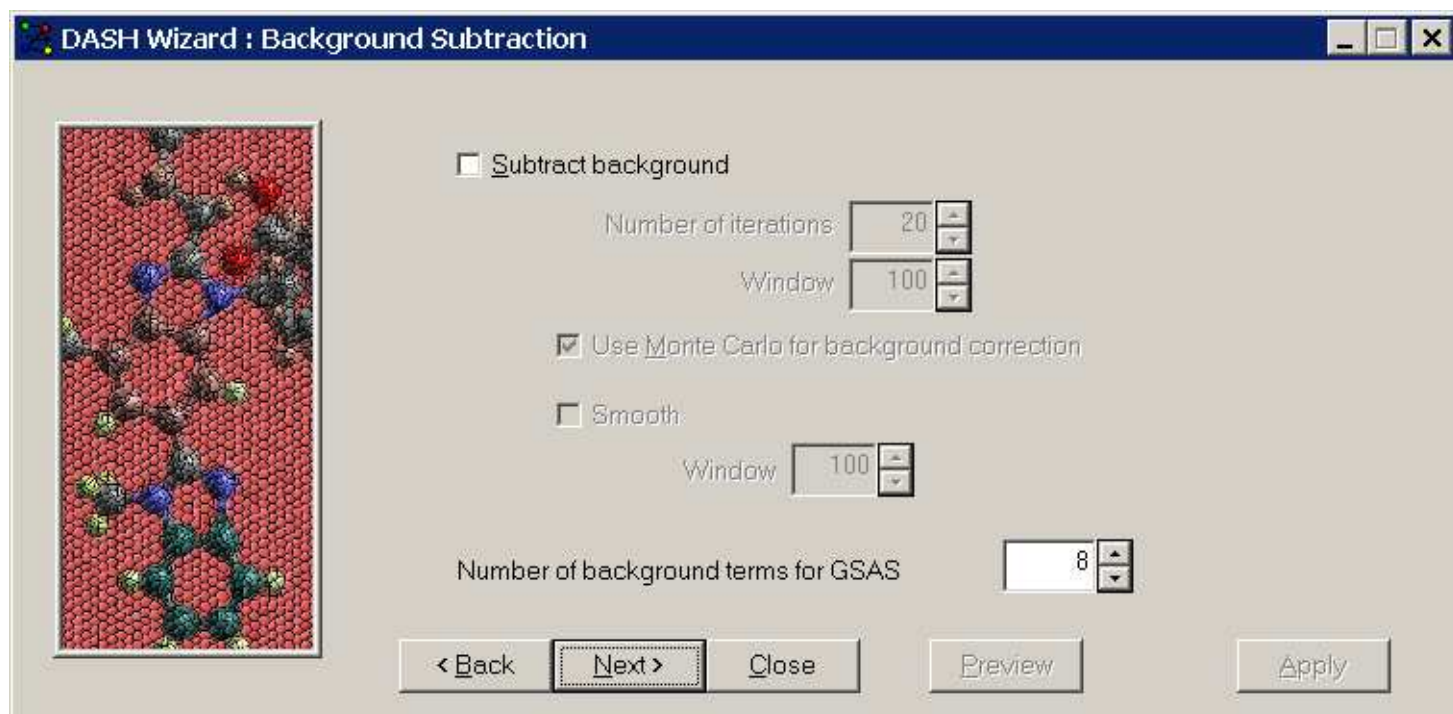 DASH Wizard : Background Subtraction
Subtract background
Number of iterations 20
Window 100
Use Monte Carlo for background correction
Smooth
Window 100
Number of background terms for GSAS 8
< Back Next > Close Preview Apply